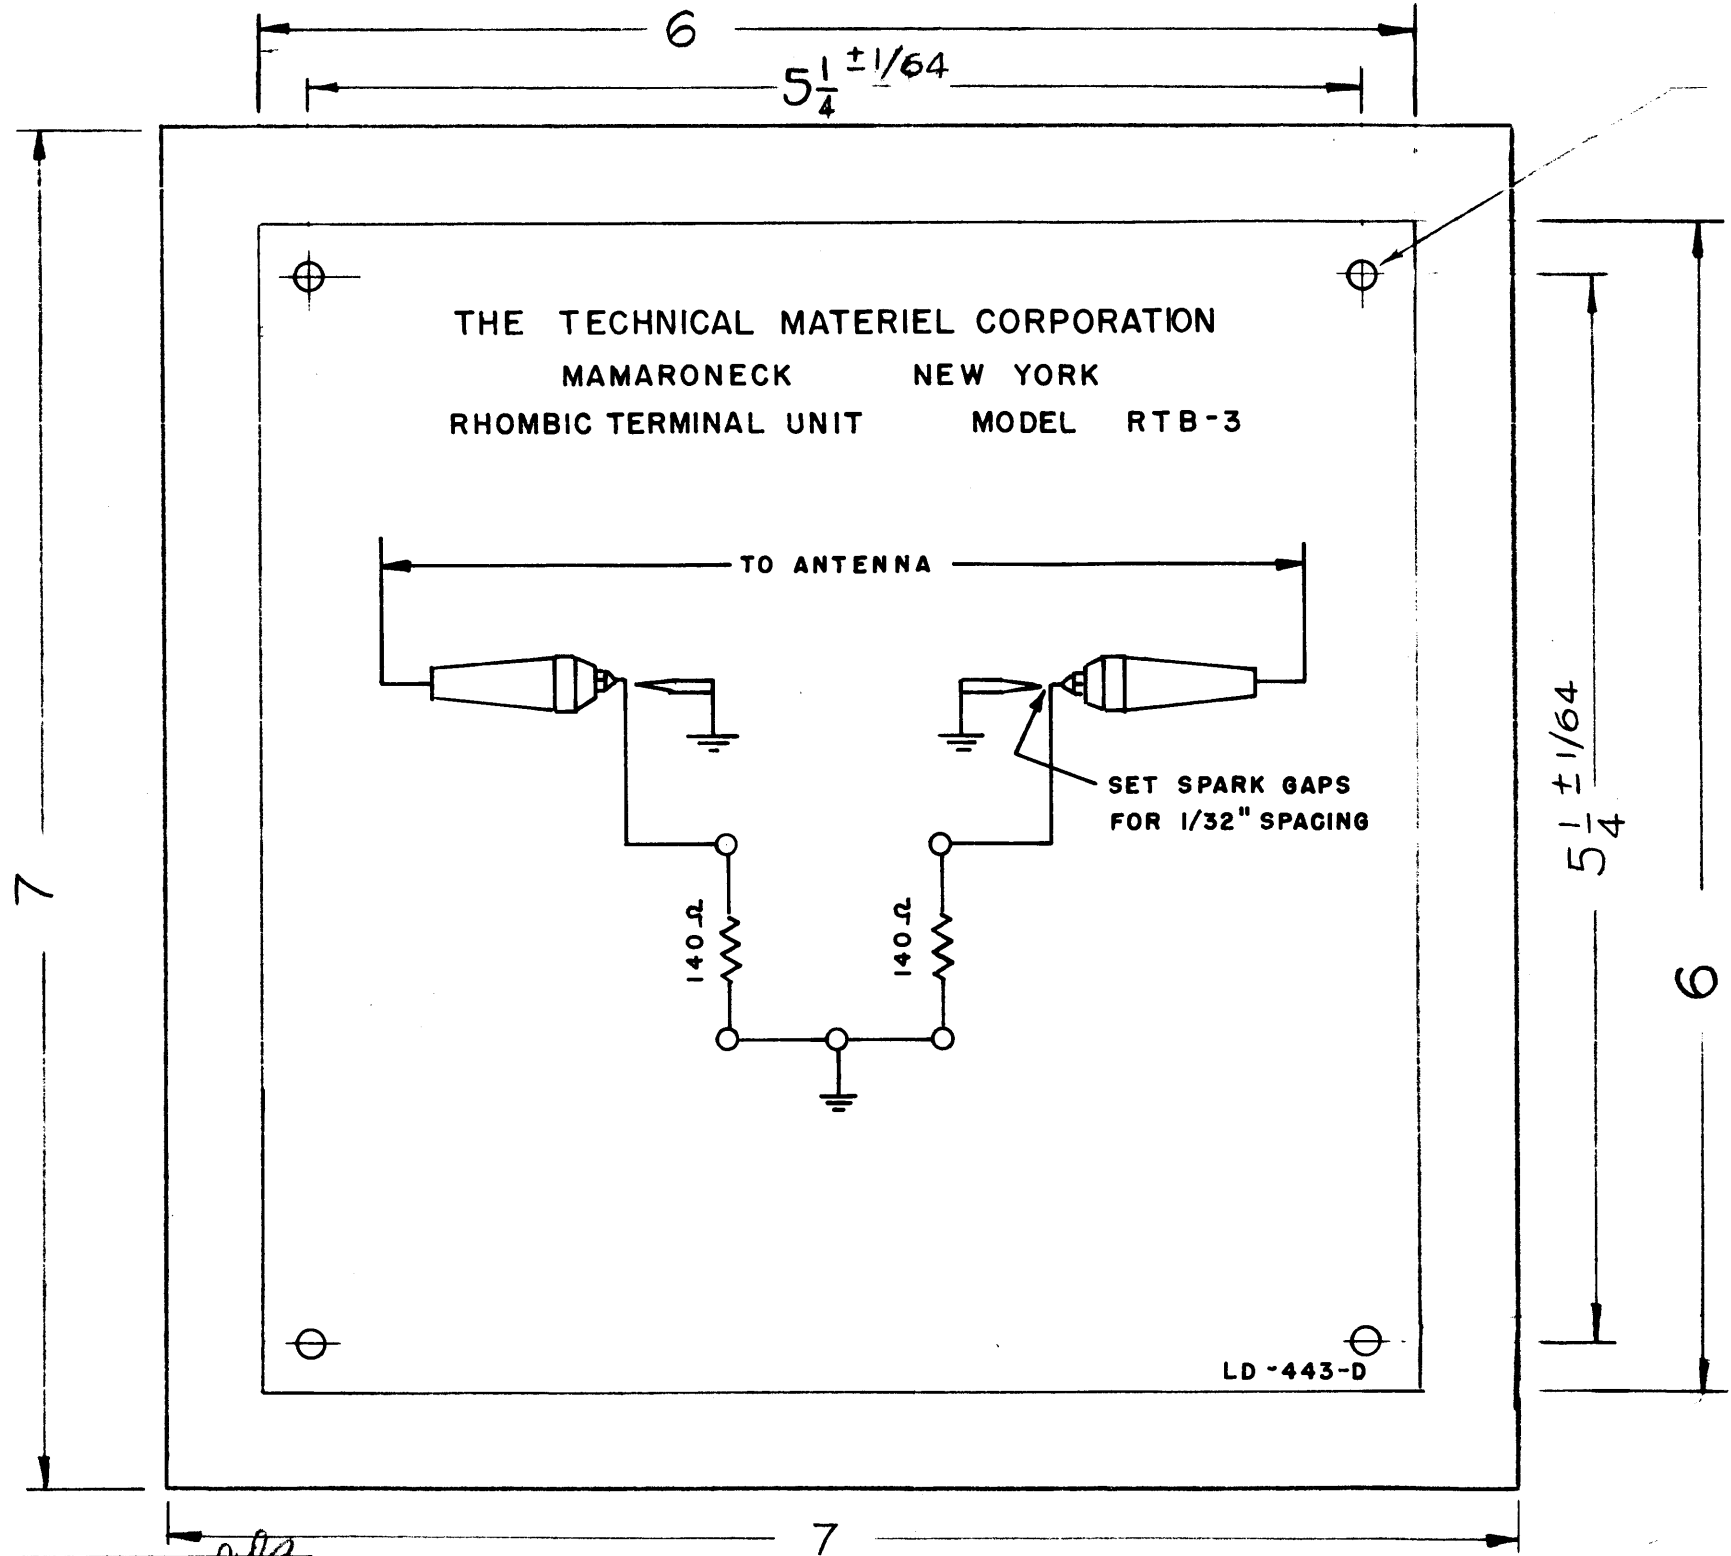 6
5 1/4 ± 1/64
THE TECHNICAL MATERIEL CORPORATION
MAMARONECK NEW YORK
RHOMBIC TERMINAL UNIT MODEL RTB-3
TO ANTENNA
SET SPARK GAPS
FOR 1/32" SPACING
140Ω
140Ω
7
5 1/4 ± 1/64
6
LD-443-D
7